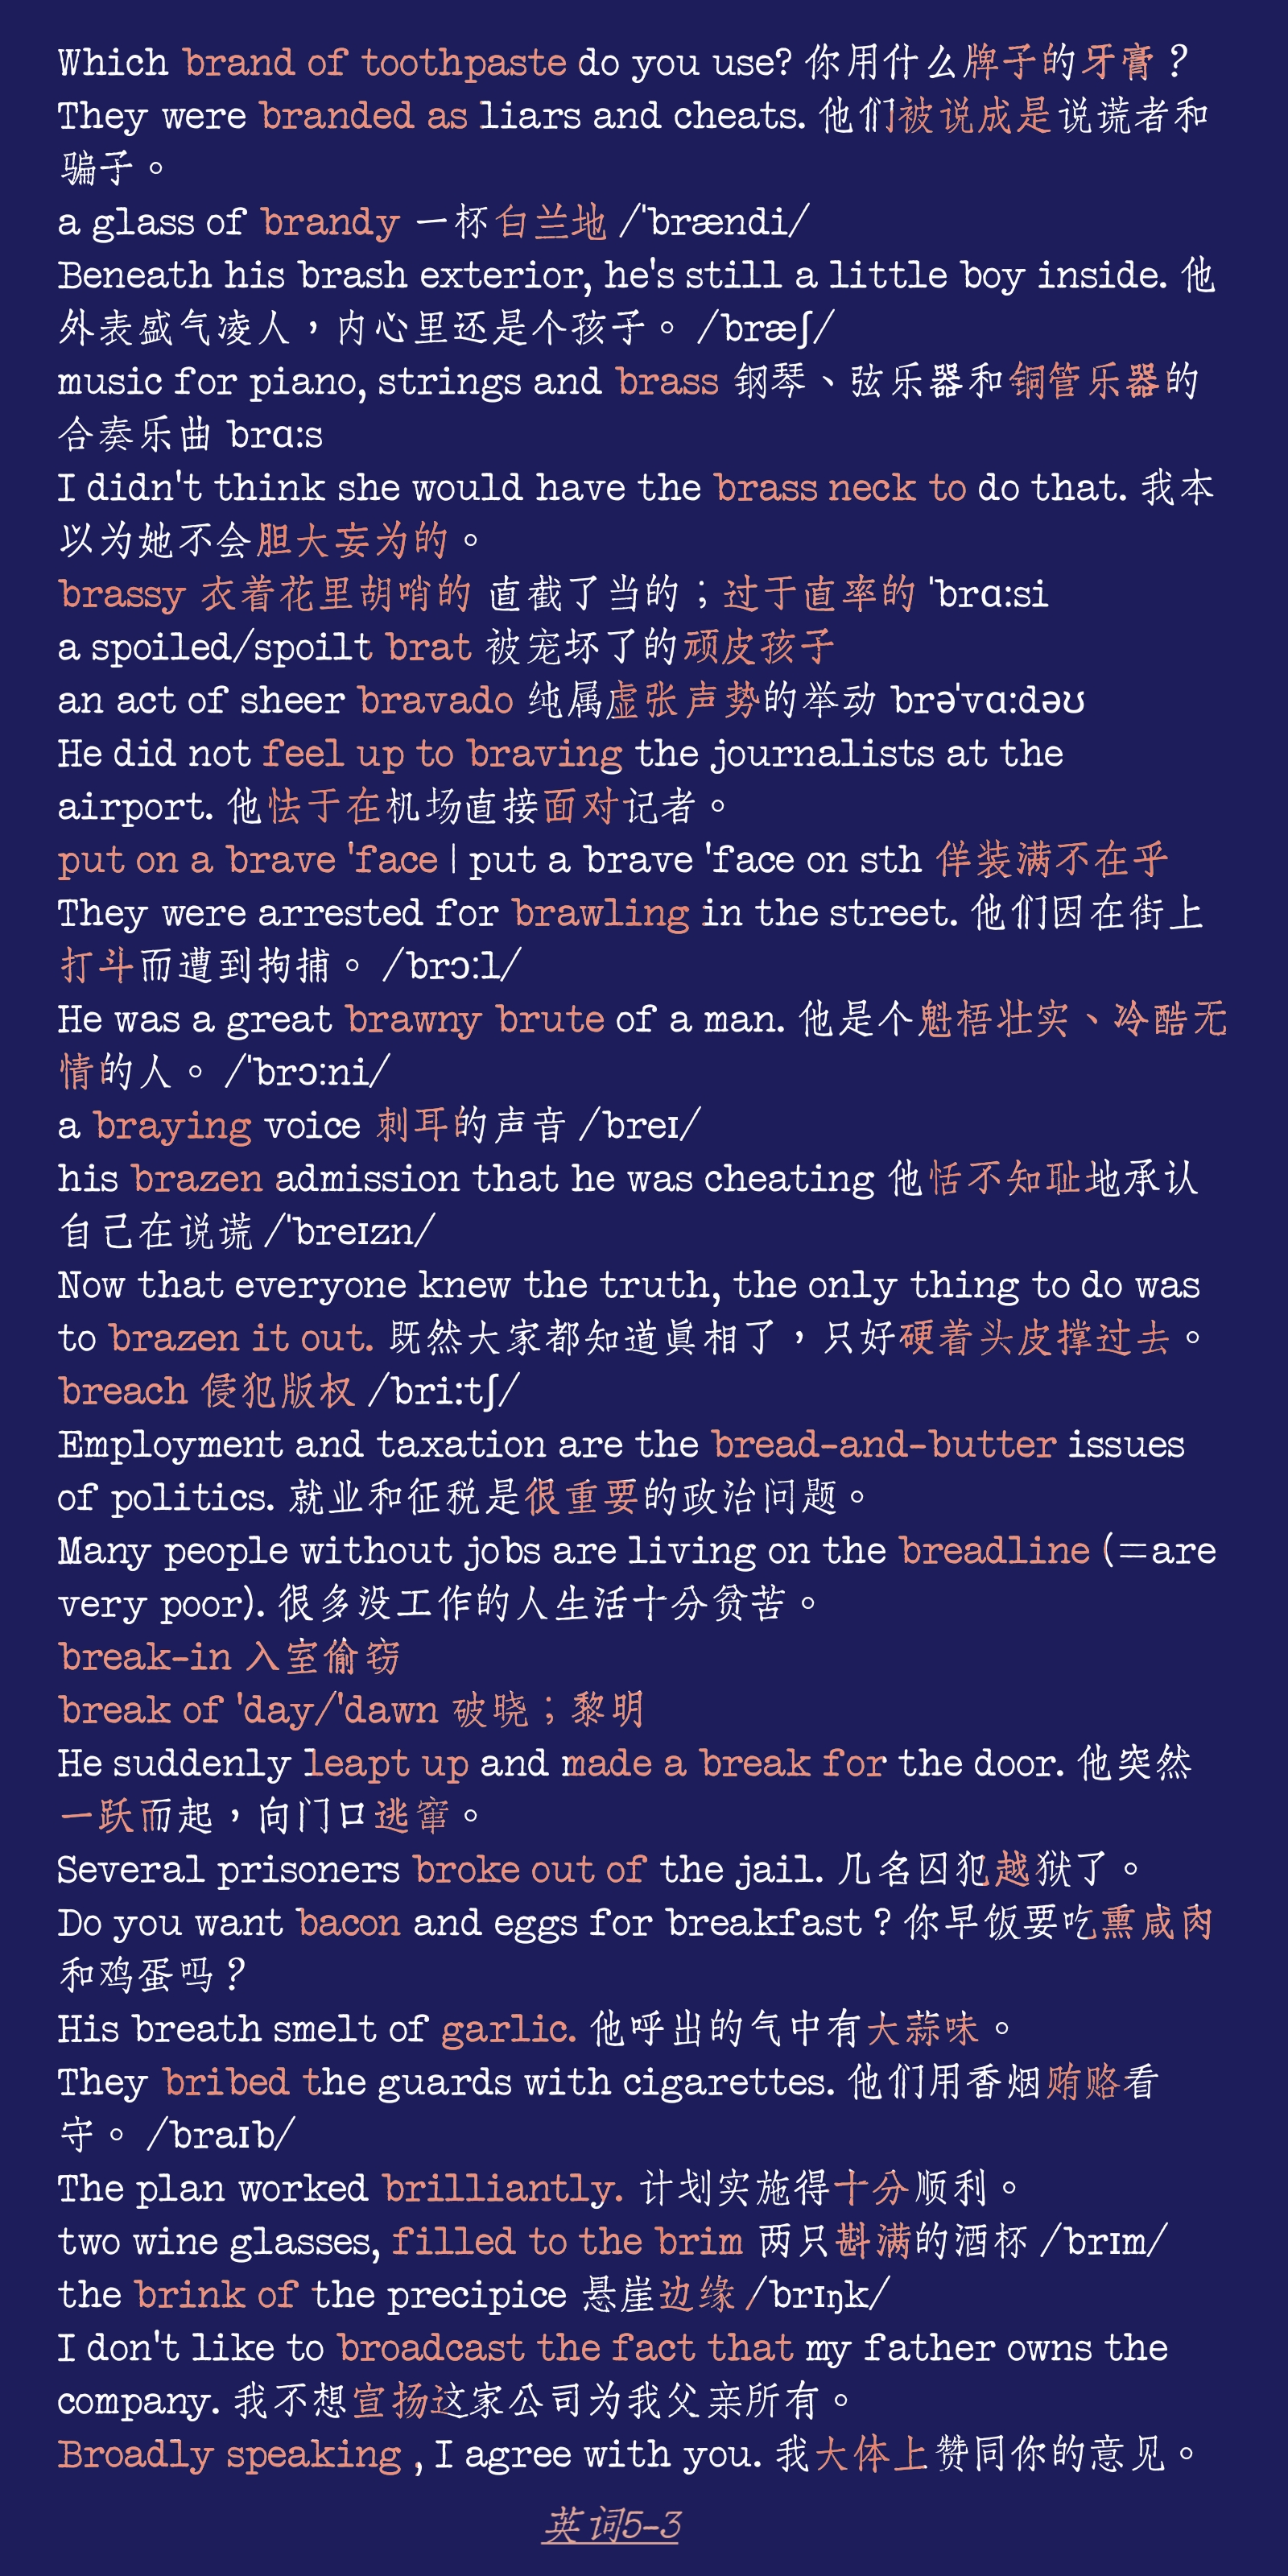 Which brand of toothpaste do you use? 你用什么牌子的牙膏？
They were branded as liars and cheats. 他们被说成是说谎者和
骗子。
a glass of brandy 一杯白兰地 /ˈbrændi/
Beneath his brash exterior, he's still a little boy inside. 他
外表盛气凌人，内心里还是个孩子。 /bræʃ/
music for piano, strings and brass 钢琴、弦乐器和铜管乐器的
合奏乐曲 brɑːs
I didn't think she would have the brass neck to do that. 我本
以为她不会胆大妄为的。
brassy 衣着花里胡哨的 直截了当的；过于直率的 ˈbrɑːsi
a spoiled/spoilt brat 被宠坏了的顽皮孩子
an act of sheer bravado 纯属虚张声势的举动 brəˈvɑːdəʊ
He did not feel up to braving the journalists at the
airport. 他怯于在机场直接面对记者。
put on a brave 'face | put a brave 'face on sth 佯装满不在乎
They were arrested for brawling in the street. 他们因在街上
打斗而遭到拘捕。 /brɔːl/
He was a great brawny brute of a man. 他是个魁梧壮实、冷酷无
情的人。 /ˈbrɔːni/
a braying voice 刺耳的声音 /breɪ/
his brazen admission that he was cheating 他恬不知耻地承认
自己在说谎 /ˈbreɪzn/
Now that everyone knew the truth, the only thing to do was
to brazen it out. 既然大家都知道真相了，只好硬着头皮撑过去。
breach 侵犯版权 /briːtʃ/
Employment and taxation are the bread-and-butter issues
of politics. 就业和征税是很重要的政治问题。
Many people without jobs are living on the breadline (=are
very poor). 很多没工作的人生活十分贫苦。
break-in 入室偷窃
break of 'day/'dawn 破晓；黎明
He suddenly leapt up and made a break for the door. 他突然
一跃而起，向门口逃窜。
Several prisoners broke out of the jail. 几名囚犯越狱了。
Do you want bacon and eggs for breakfast ? 你早饭要吃熏咸肉
和鸡蛋吗？
His breath smelt of garlic. 他呼出的气中有大蒜味。
They bribed the guards with cigarettes. 他们用香烟贿赂看
守。 /braɪb/
The plan worked brilliantly. 计划实施得十分顺利。
two wine glasses, filled to the brim 两只斟满的酒杯 /brɪm/
the brink of the precipice 悬崖边缘 /brɪŋk/
I don't like to broadcast the fact that my father owns the
company. 我不想宣扬这家公司为我父亲所有。
Broadly speaking , I agree with you. 我大体上赞同你的意见。
英词5-3